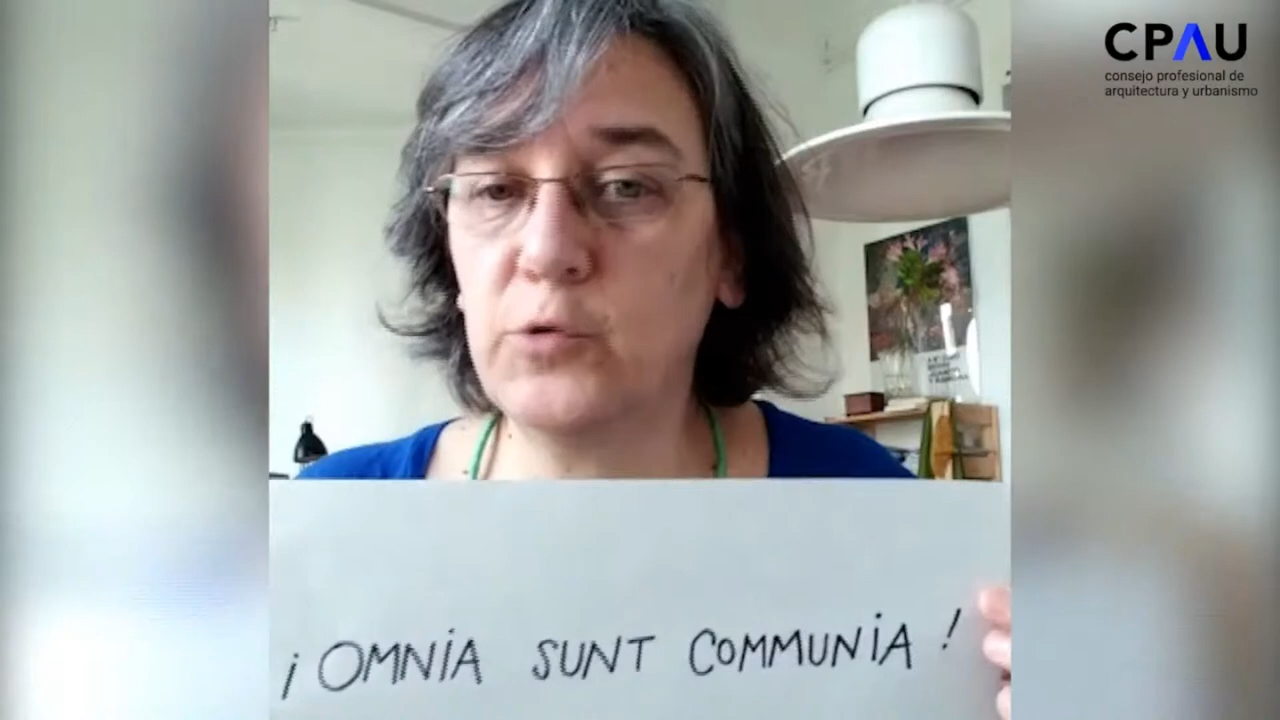 CPAU
consejo profesional de
arquitectura y urbanismo
¡OMNiA SUNT COMMUNiA!